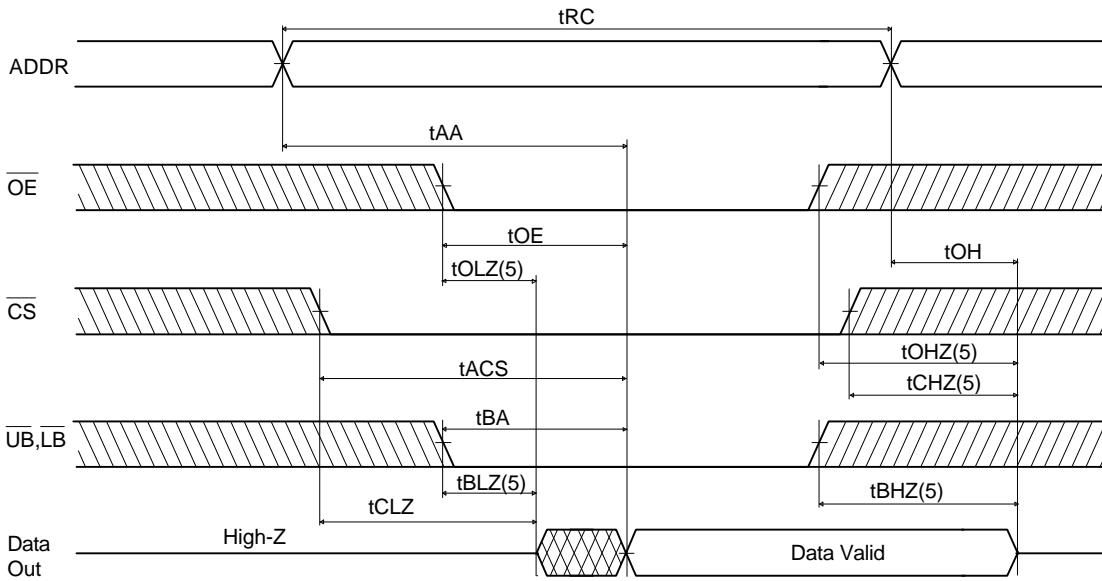 tRC
ADDR
tAA
OE
tOE
tOH
tOLZ(5)
CS
tOHZ(5)
tACS
tCHZ(5)
tBA
UB,LB
tBLZ(5)
tBHZ(5)
tCLZ
High-Z
Data Valid
Data
Out